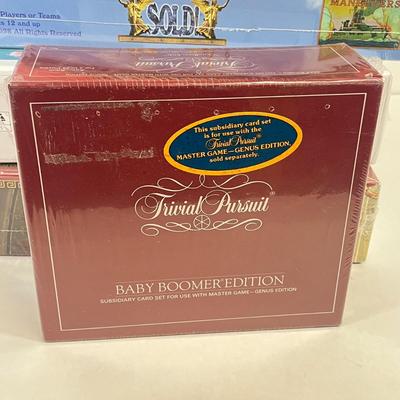 Players or Teams
12 and up
All Rights Reserved
SOLD!
This subsidiary card set
is for use with the
Trivial Pursuit®
MASTER GAME—GENUS EDITION,
sold separately.
Trivial Pursuit®
BABY BOOMER EDITION
SUBSIDIARY CARD SET FOR USE WITH MASTER GAME—GENUS EDITION